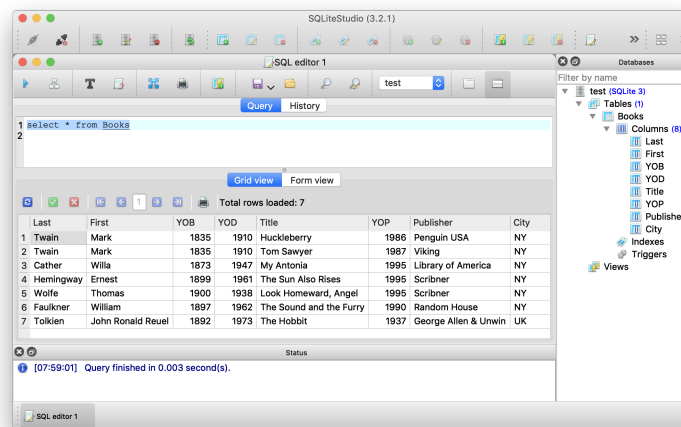 SQLiteStudio (3.2.1)
SQL editor 1
Databases
test
Filter by name
test (SQLite 3)
Tables (1)
Books
Columns (8)
Last
First
YOB
YOD
Title
YOP
Publishe
City
Indexes
Triggers
Views
Query History
1 select * from Books
2
Grid view Form view
1 Total rows loaded: 7
Last First YOB YOD Title YOP Publisher City
1 Twain Mark 1835 1910 Huckleberry 1986 Penguin USA NY
2 Twain Mark 1835 1910 Tom Sawyer 1987 Viking NY
3 Cather Willa 1873 1947 My Antonia 1995 Library of America NY
4 Hemingway Ernest 1899 1961 The Sun Also Rises 1995 Scribner NY
5 Wolfe Thomas 1900 1938 Look Homeward, Angel 1995 Scribner NY
6 Faulkner William 1897 1962 The Sound and the Furry 1990 Random House NY
7 Tolkien John Ronald Reuel 1892 1973 The Hobbit 1937 George Allen & Unwin UK
Status
[07:59:01] Query finished in 0.003 second(s).
SQL editor 1